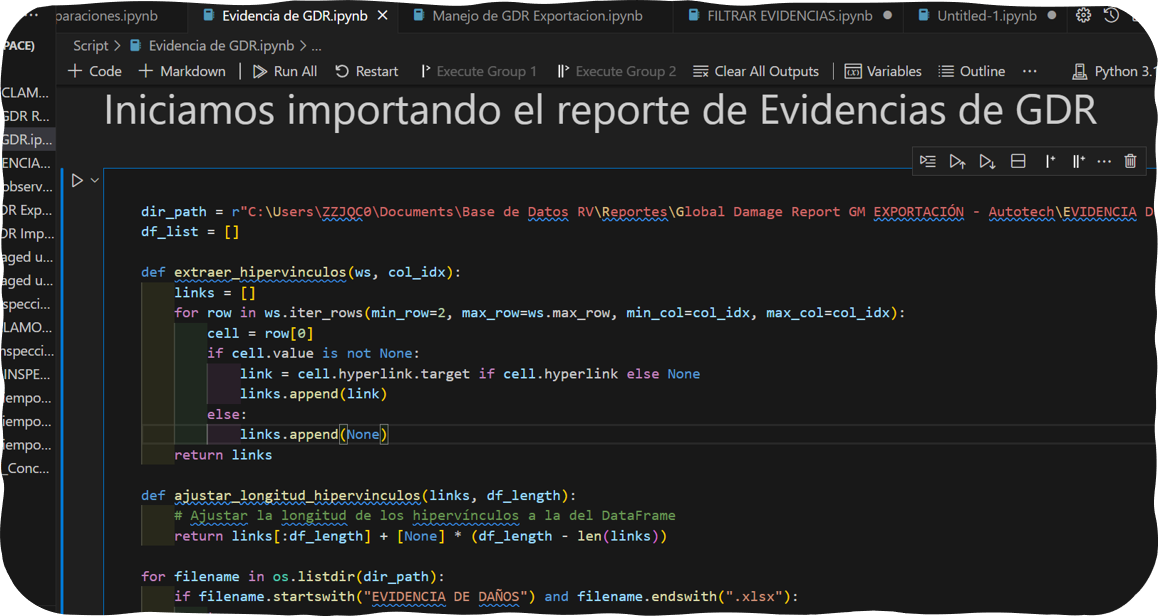 paraciones.ipynb
Evidencia de GDR.ipynb
Manejo de GDR Exportacion.ipynb
FILTRAR EVIDENCIAS.ipynb
Untitled-1.ipynb
PACE)
Script > Evidencia de GDR.ipynb > ...
+ Code + Markdown | Run All Restart Execute Group 1 Execute Group 2 Clear All Outputs | Variables Outline ... Python 3.1
CLAM...
GDR R...
GDR.ip...
ENCIA...
observ...
DR Exp...
DR Imp...
aged u...
aged u...
specci...
LAMO...
nspecci...
INSPE...
iempo...
iempo...
iempo...
_Conc...
Iniciamos importando el reporte de Evidencias de GDR
dir_path = r"C:\Users\ZZJQC0\Documents\Base de Datos RV\Reportes\Global Damage Report GM EXPORTACIÓN - Autotech\EVIDENCIA D
df_list = []
def extraer_hipervinculos(ws, col_idx):
links = []
for row in ws.iter_rows(min_row=2, max_row=ws.max_row, min_col=col_idx, max_col=col_idx):
cell = row[0]
if cell.value is not None:
link = cell.hyperlink.target if cell.hyperlink else None
links.append(link)
else:
links.append(None)
return links
def ajustar_longitud_hipervinculos(links, df_length):
# Ajustar la longitud de los hipervínculos a la del DataFrame
return links[:df_length] + [None] * (df_length - len(links))
for filename in os.listdir(dir_path):
if filename.startswith("EVIDENCIA DE DAÑOS") and filename.endswith(".xlsx"):